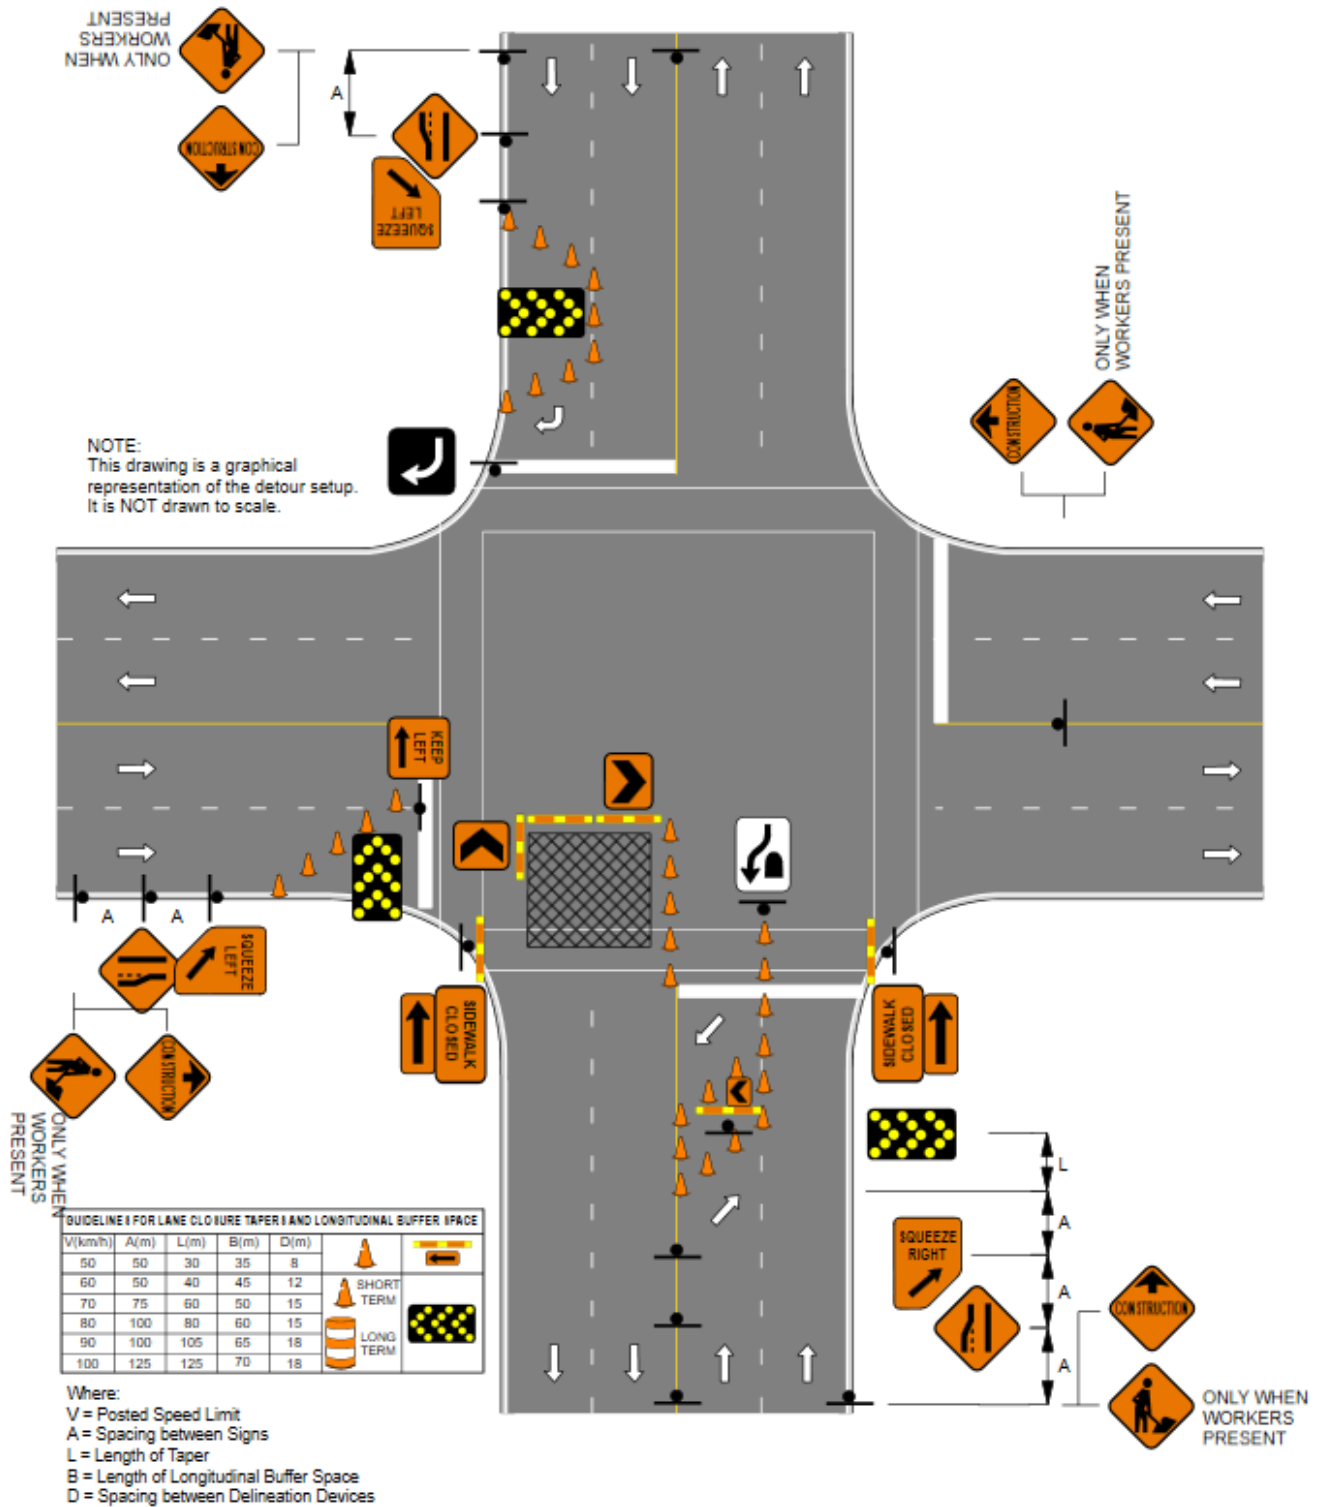 ONLY WHEN
WORKERS
PRESENT
CONSTRUCTION
A
SQUEEZE
LEFT
ONLY WHEN
WORKERS PRESENT
CONSTRUCTION
NOTE:
This drawing is a graphical
representation of the detour setup.
It is NOT drawn to scale.
KEEP
LEFT
A
A
SQUEEZE
LEFT
CONSTRUCTION
ONLY WHEN
WORKERS
PRESENT
SIDEWALK
CLOSED
SIDEWALK
CLOSED
L
A
SQUEEZE
RIGHT
A
A
CONSTRUCTION
ONLY WHEN
WORKERS
PRESENT
GUIDELINES FOR LANE CLOSURE TAPERS AND LONGITUDINAL BUFFER SPACE
V(km/h) A(m) L(m) B(m) D(m)
50 50 30 35 8
60 50 40 45 12
70 75 60 50 15
80 100 80 60 15
90 100 105 65 18
100 125 125 70 18
SHORT
TERM
LONG
TERM
Where:
V = Posted Speed Limit
A = Spacing between Signs
L = Length of Taper
B = Length of Longitudinal Buffer Space
D = Spacing between Delineation Devices